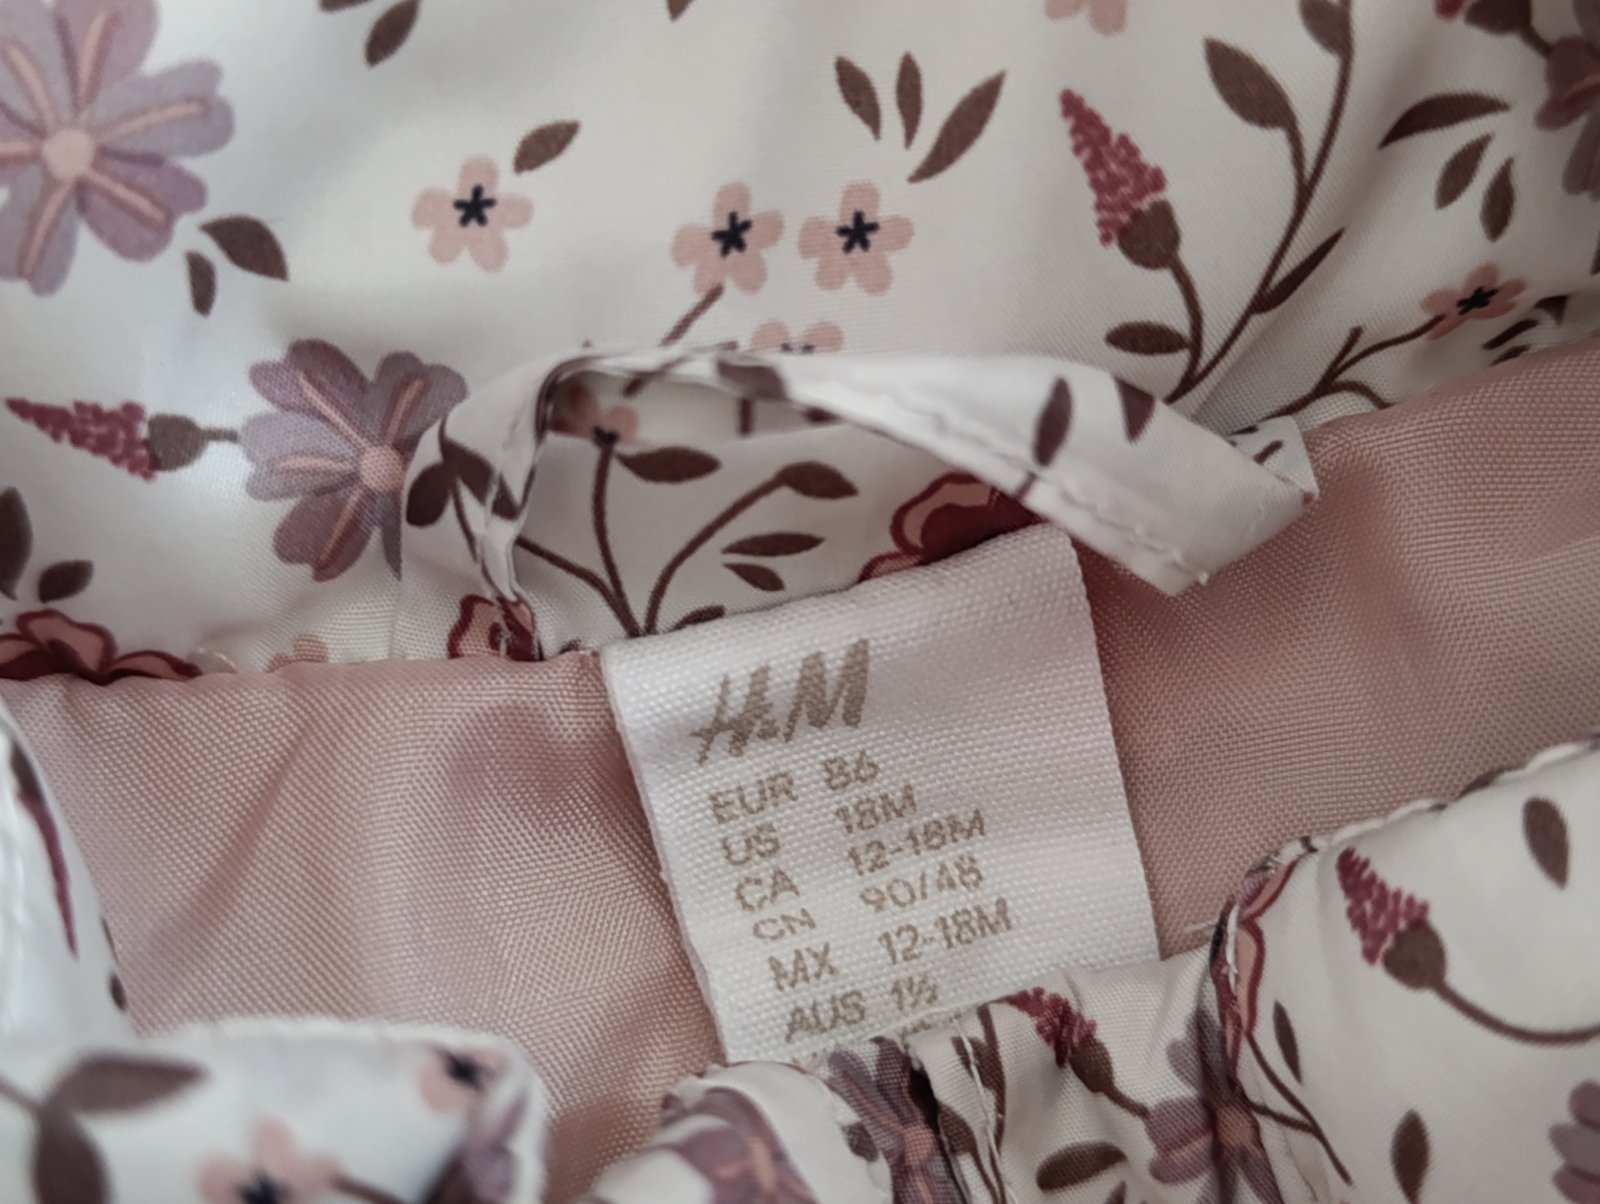 H&M
EUR 86
US 18M
CA 12-18M
CN 90/48
MX 12-18M
AUS 1½